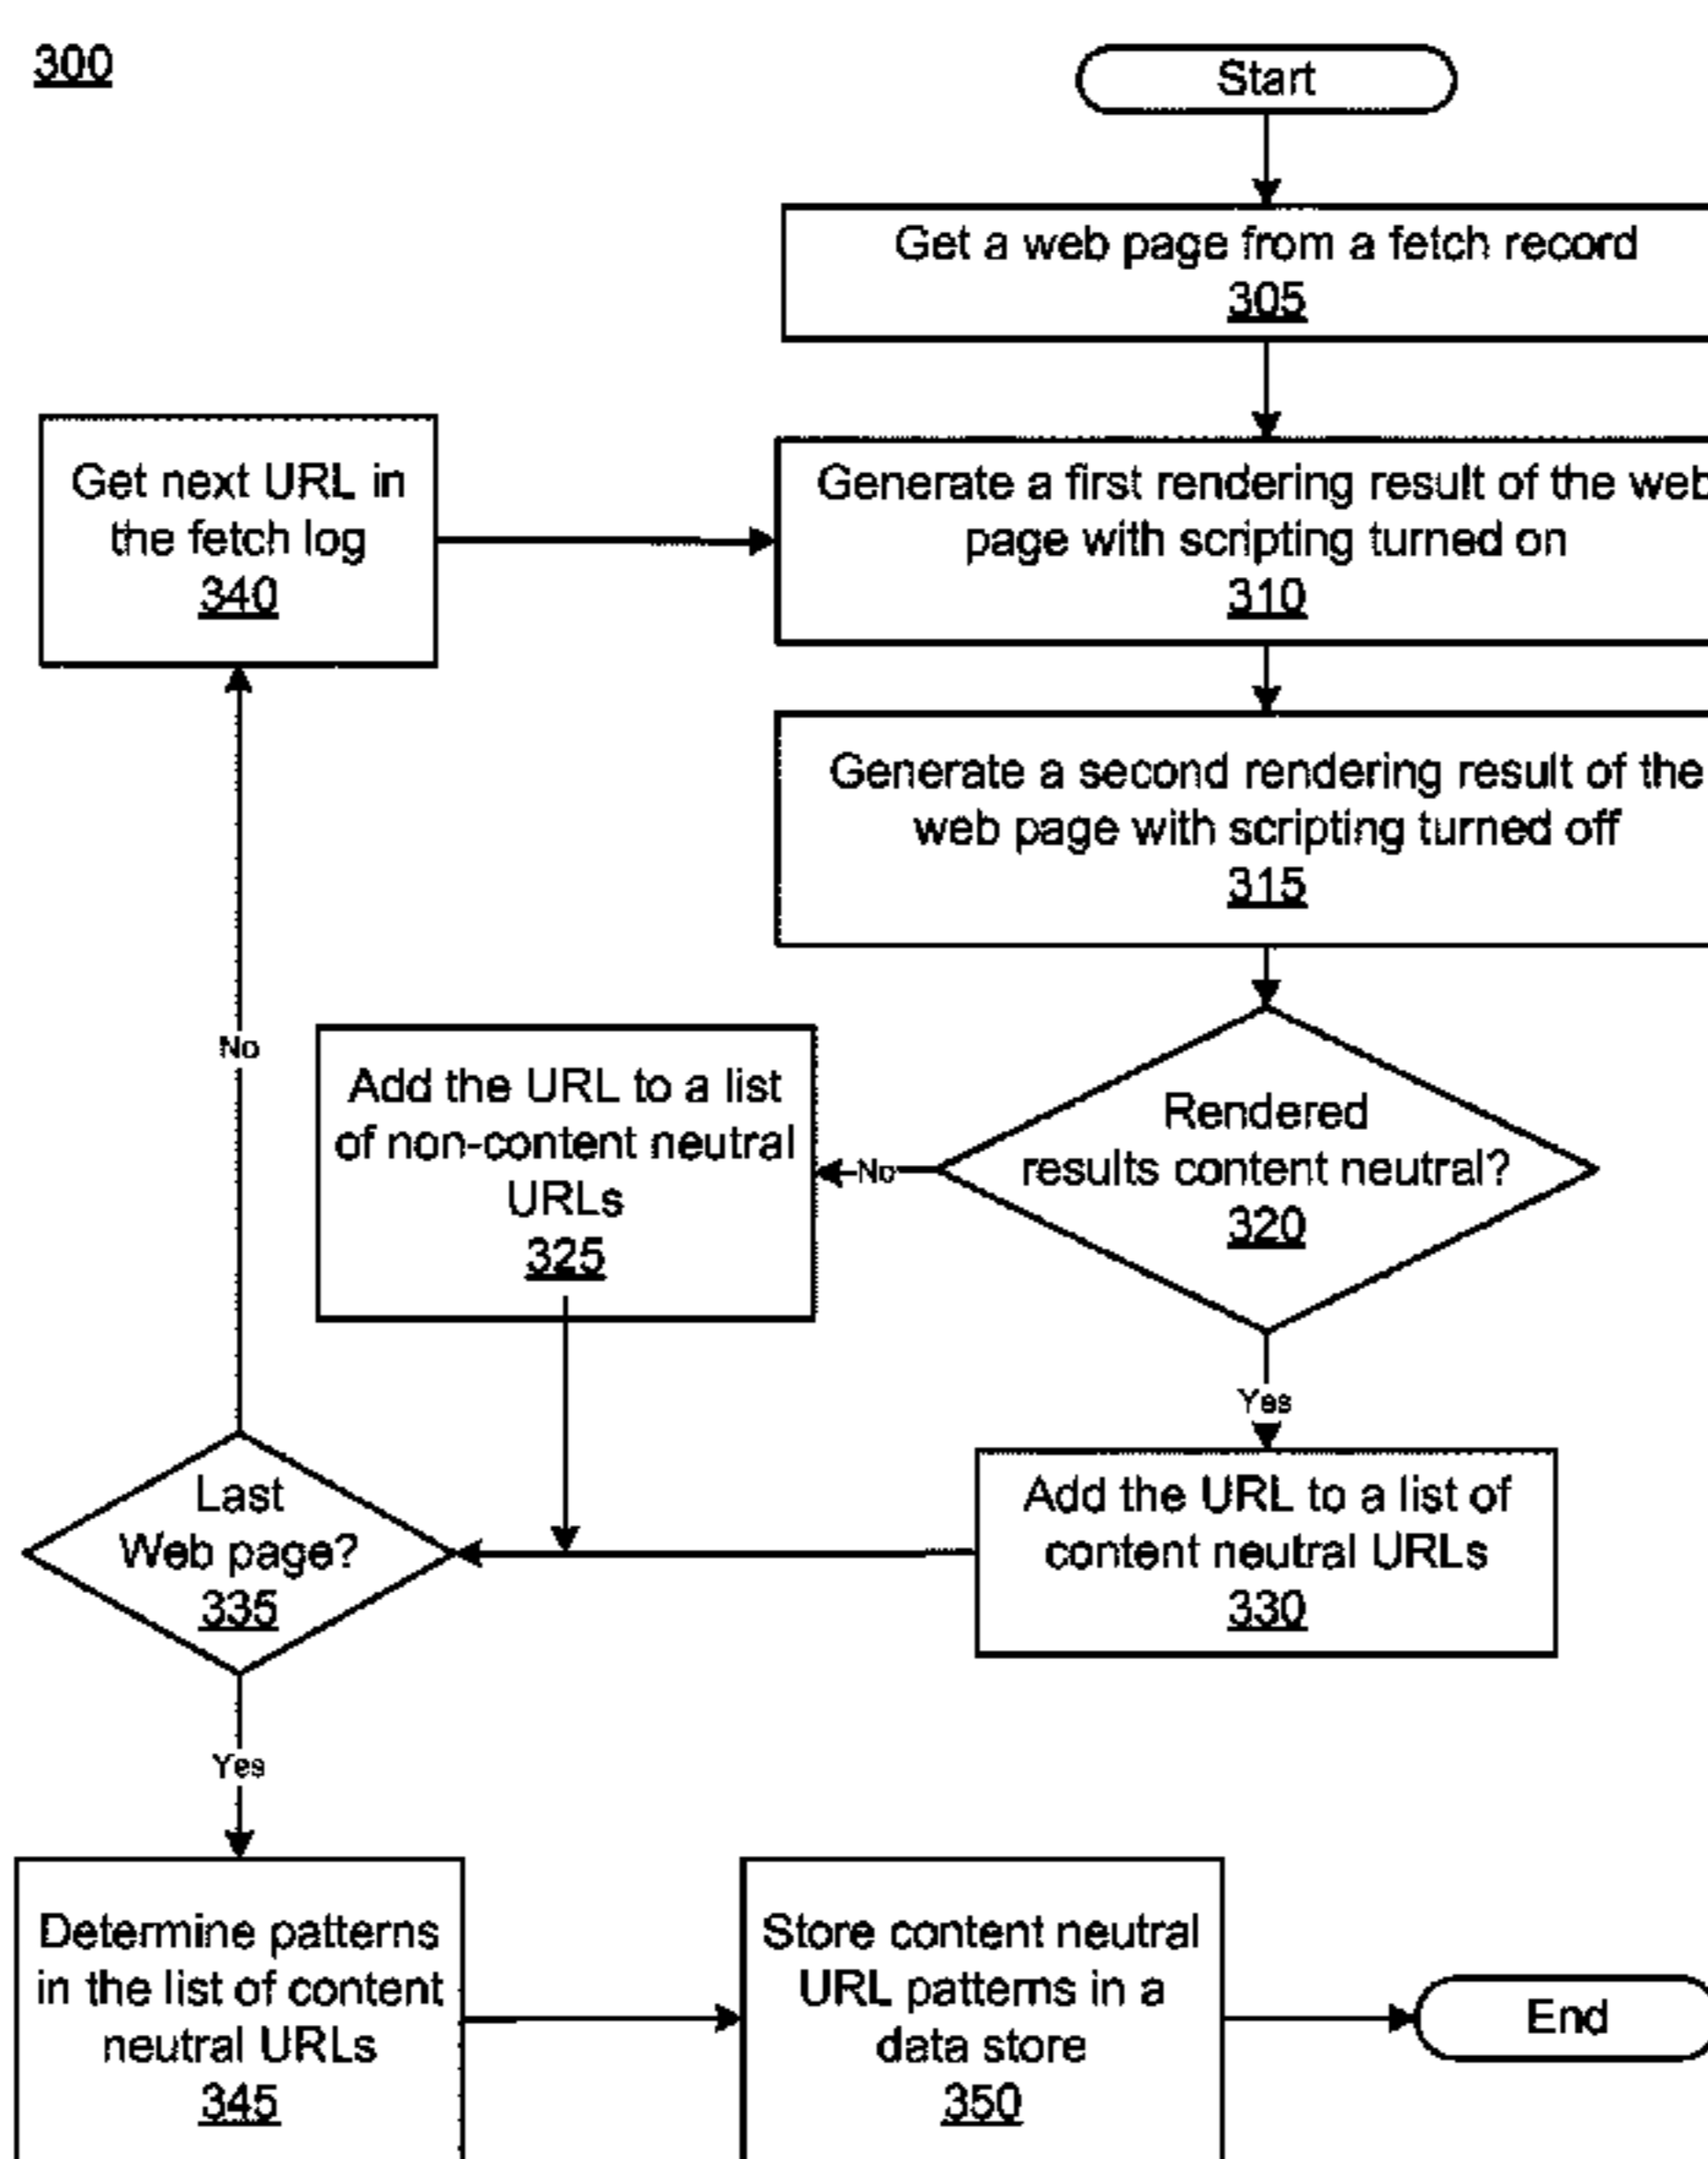 300
Start
Get a web page from a fetch record
305
Get next URL in
the fetch log
340
Generate a first rendering result of the web
page with scripting turned on
310
Generate a second rendering result of the
web page with scripting turned off
315
No
Add the URL to a list
of non-content neutral
URLs
325
No
Rendered
results content neutral?
320
Yes
Last
Web page?
335
Add the URL to a list of
content neutral URLs
330
Yes
Determine patterns
in the list of content
neutral URLs
345
Store content neutral
URL patterns in a
data store
350
End